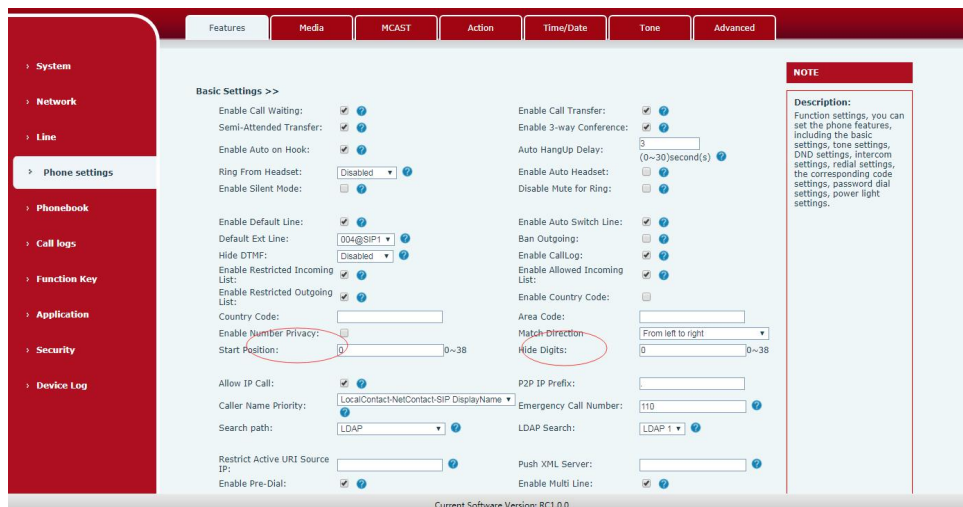 Features Media MCAST Action Time/Date Tone Advanced
› System
› Network
› Line
› Phone settings
› Phonebook
› Call logs
› Function Key
› Application
› Security
› Device Log
Basic Settings >>
Enable Call Waiting: Enable Call Transfer:
Semi-Attended Transfer: Enable 3-way Conference:
Enable Auto on Hook: Auto HangUp Delay: 3
(0~30)second(s)
Ring From Headset: Disabled Enable Auto Headset:
Enable Silent Mode: Disable Mute for Ring:
Enable Default Line: Enable Auto Switch Line:
Default Ext Line: 004@SIP1 Ban Outgoing:
Hide DTMF: Disabled Enable CallLog:
Enable Restricted Incoming List: Enable Allowed Incoming List:
Enable Restricted Outgoing List: Enable Country Code:
Country Code: Area Code:
Enable Number Privacy: Match Direction From left to right
Start Position: 0 0~38 Hide Digits: 0 0~38
Allow IP Call: P2P IP Prefix: .
Caller Name Priority: LocalContact-NetContact-SIP DisplayName Emergency Call Number: 110
Search path: LDAP LDAP Search: LDAP 1
Restrict Active URI Source IP: Push XML Server:
Enable Pre-Dial: Enable Multi Line:
NOTE
Description:
Function settings, you can
set the phone features,
including the basic
settings, tone settings,
DND settings, intercom
settings, redial settings,
the corresponding code
settings, password dial
settings, power light
settings.
Current Software Version: RC1.0.0